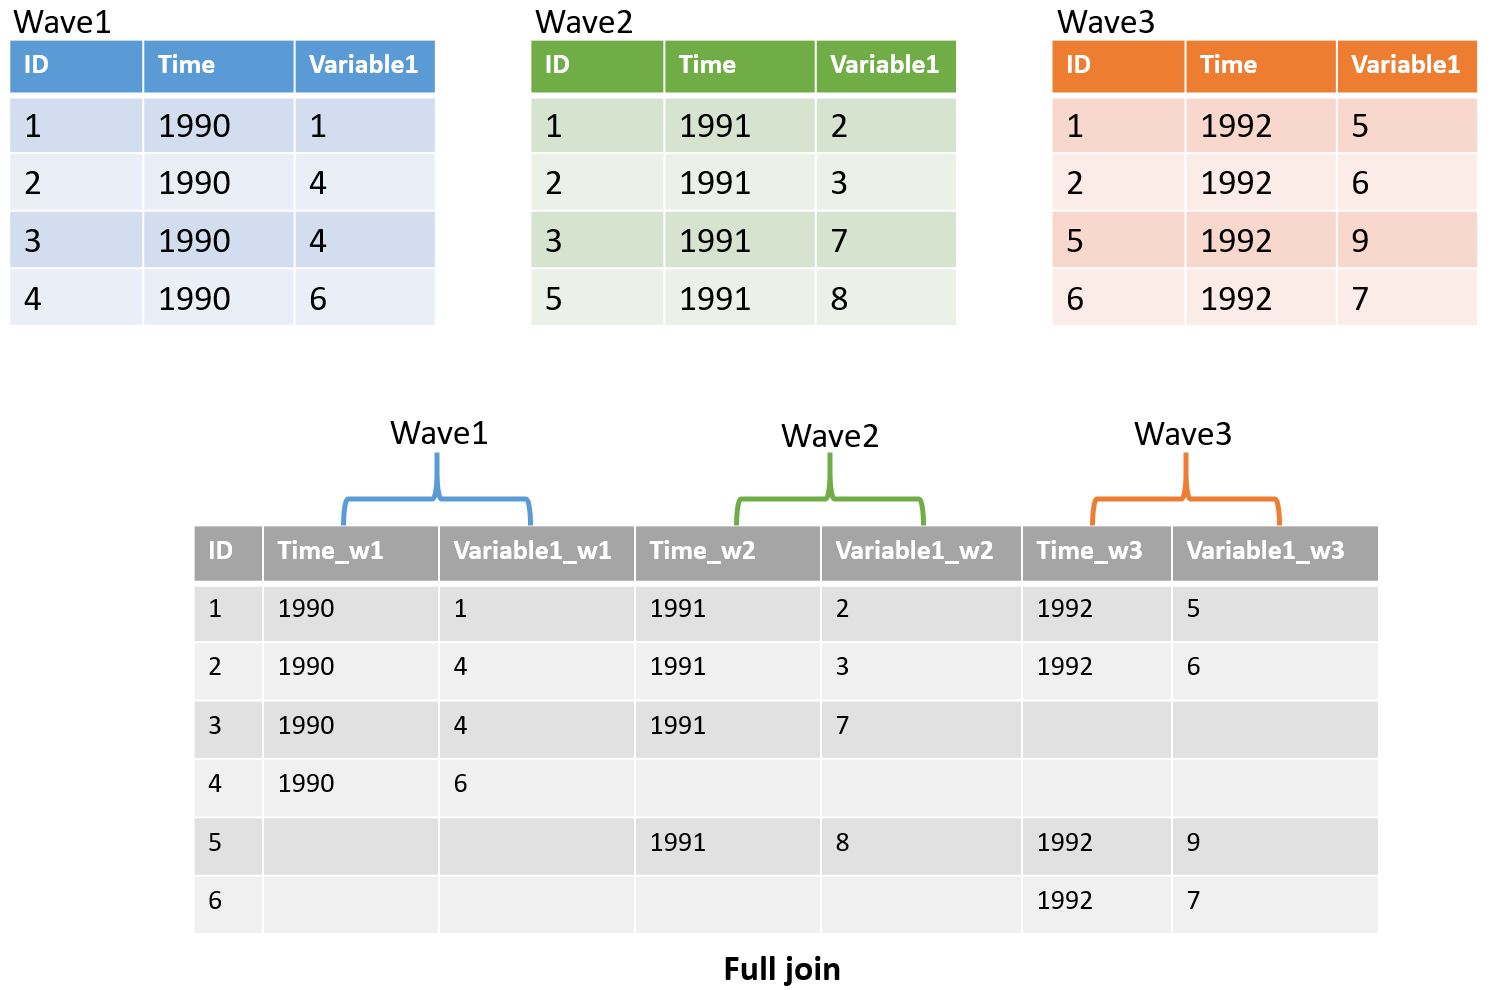 Wave1 Wave2 Wave3
ID Time Variable1 ID Time Variable1 ID Time Variable1
1 1990 1 1 1991 2 1 1992 5
2 1990 4 2 1991 3 2 1992 6
3 1990 4 3 1991 7 5 1992 9
4 1990 6 5 1991 8 6 1992 7
Wave1 Wave2 Wave3
ID Time_w1 Variable1_w1 Time_w2 Variable1_w2 Time_w3 Variable1_w3
1 1990 1 1991 2 1992 5
2 1990 4 1991 3 1992 6
3 1990 4 1991 7
4 1990 6
5 1991 8 1992 9
6 1992 7
Full join